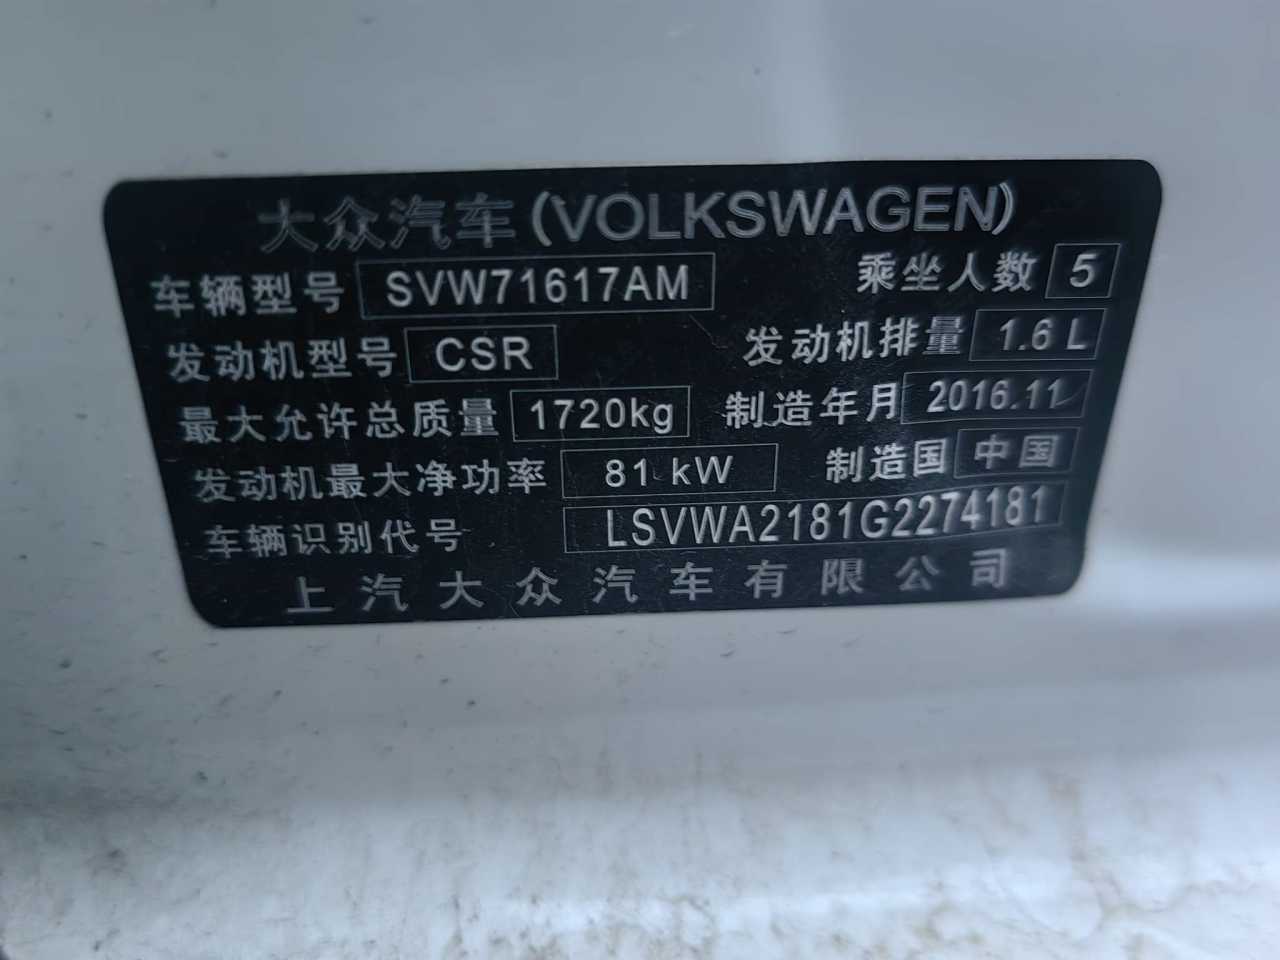 大众汽车(VOLKSWAGEN)
车辆型号 SVW71617AM 乘坐人数 5
发动机型号 CSR 发动机排量 1.6 L
最大允许总质量 1720kg 制造年月 2016.11
发动机最大净功率 81 kW 制造国 中国
车辆识别代号 LSVWA2181G2274181
上汽大众汽车有限公司